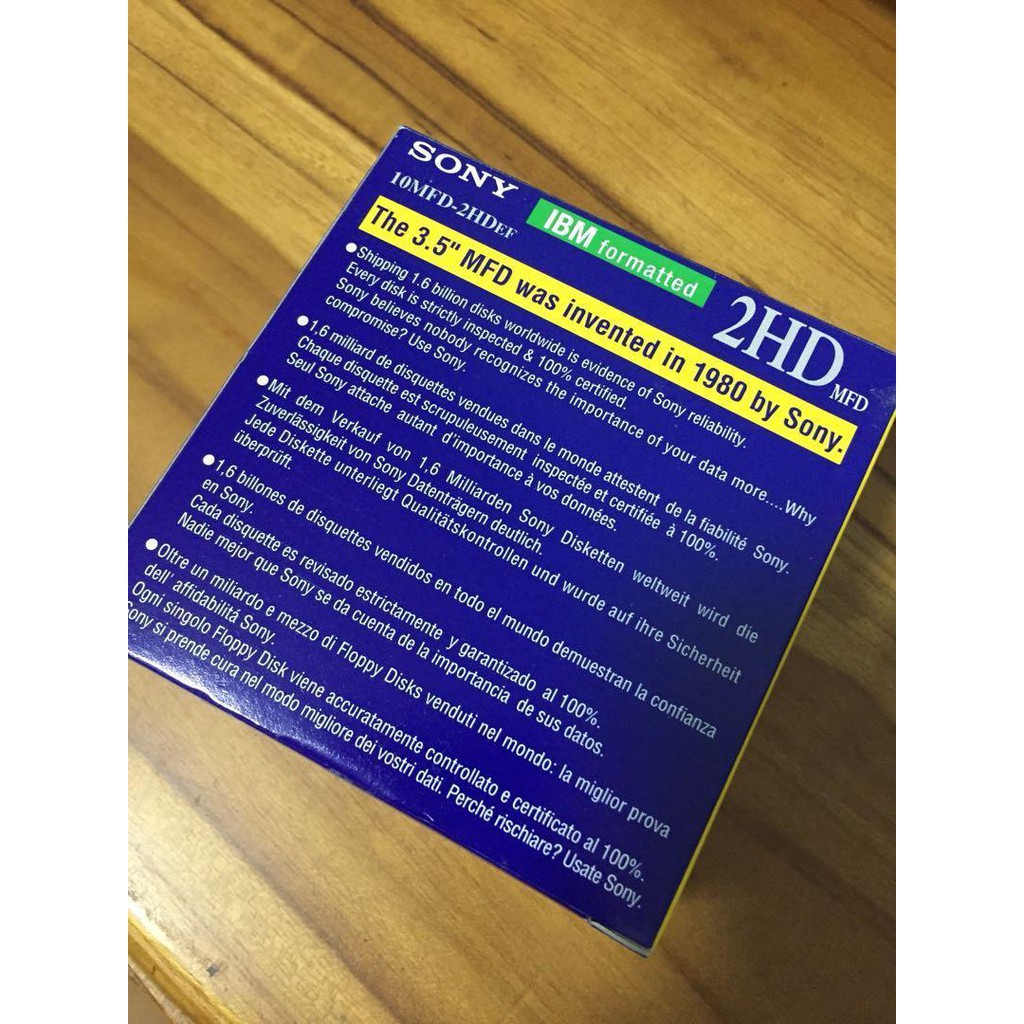 SONY
10MFD-2HDEF
IBM formatted
2HD MFD
The 3.5" MFD was invented in 1980 by Sony.
●Shipping 1.6 billion disks worldwide is evidence of Sony reliability.
Every disk is strictly inspected & 100% certified.
Sony believes nobody recognizes the importance of your data more....Why
compromise? Use Sony.
●1,6 milliard de disquettes vendues dans le monde attestent de la fiabilité Sony.
Chaque disquette est scrupuleusement inspectée et certifiée à 100%.
Seul Sony attache autant d'importance à vos données.
●Mit dem Verkauf von 1,6 Milliarden Sony Disketten weltweit wird die
Zuverlässigkeit von Sony Datenträgern deutlich.
Jede Diskette unterliegt Qualitätskontrollen und wurde auf ihre Sicherheit
überprüft.
●1,6 billones de disquettes vendidos en todo el mundo demuestran la confianza
en Sony.
Cada disquette es revisado estrictamente y garantizado al 100%.
Nadie mejor que Sony se da cuenta de la importancia de sus datos.
●Oltre un miliardo e mezzo di Floppy Disks venduti nel mondo: la miglior prova
dell' affidabilitá Sony.
Ogni singolo Floppy Disk viene accuratamente controllato e certificato al 100%.
Sony si prende cura nel modo migliore dei vostri dati. Perché rischiare? Usate Sony.